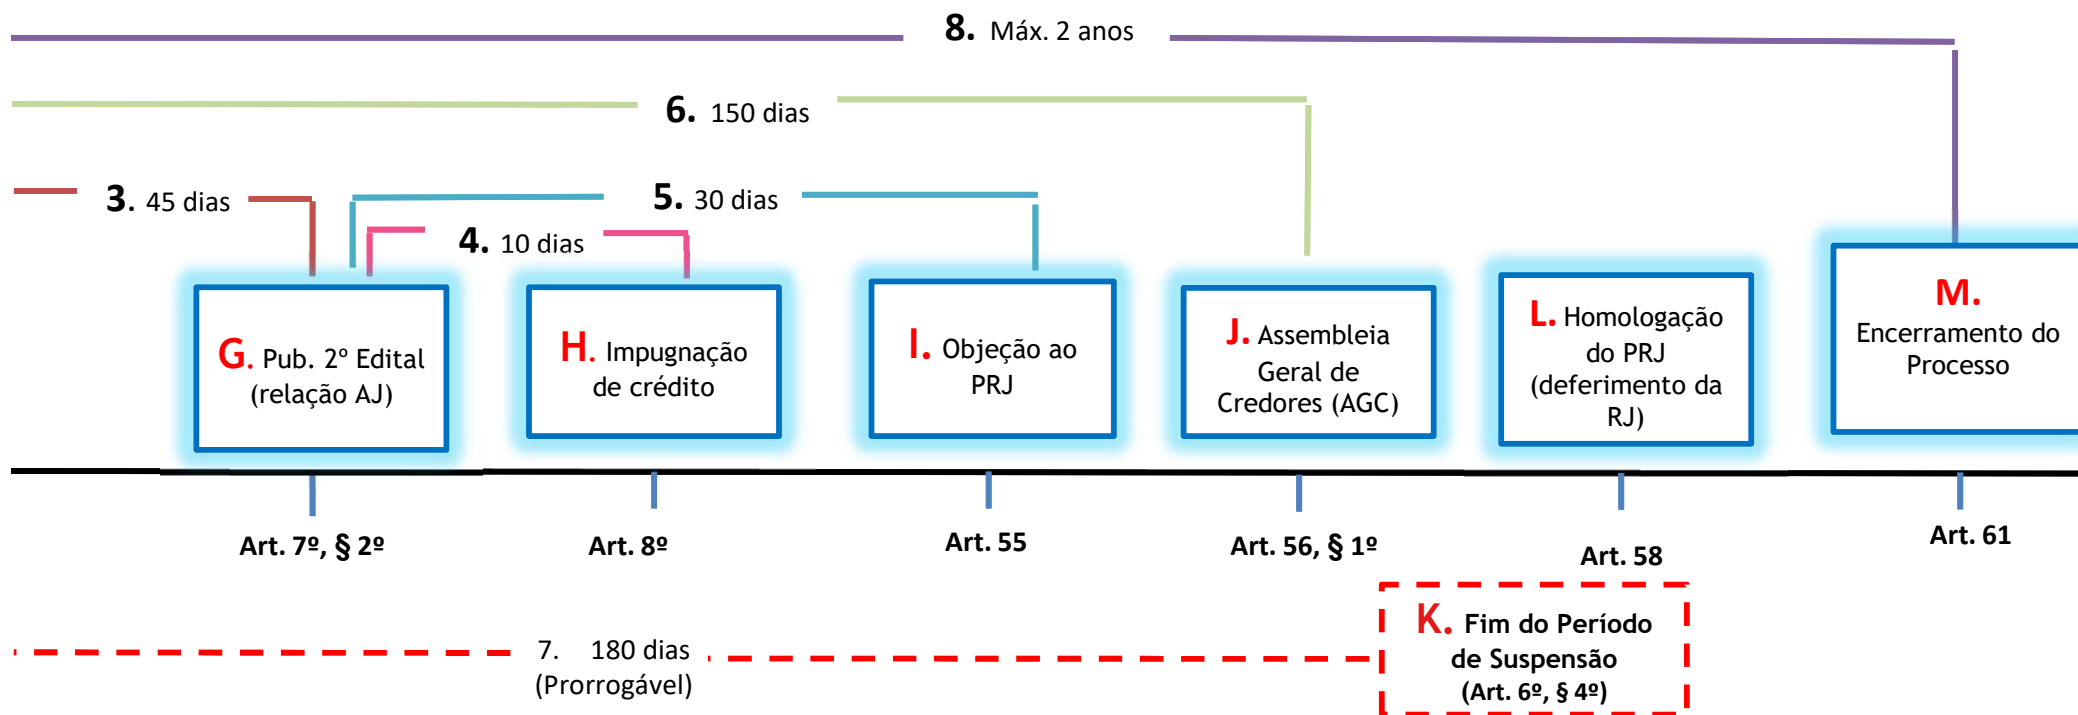 8. Máx. 2 anos
6. 150 dias
3. 45 dias
5. 30 dias
4. 10 dias
G. Pub. 2º Edital
(relação AJ)
H. Impugnação
de crédito
I. Objeção ao
PRJ
J. Assembleia
Geral de
Credores (AGC)
L. Homologação
do PRJ
(deferimento da
RJ)
M.
Encerramento do
Processo
Art. 7º, § 2º
Art. 8º
Art. 55
Art. 56, § 1º
Art. 58
Art. 61
7. 180 dias
(Prorrogável)
K. Fim do Período
de Suspensão
(Art. 6º, § 4º)